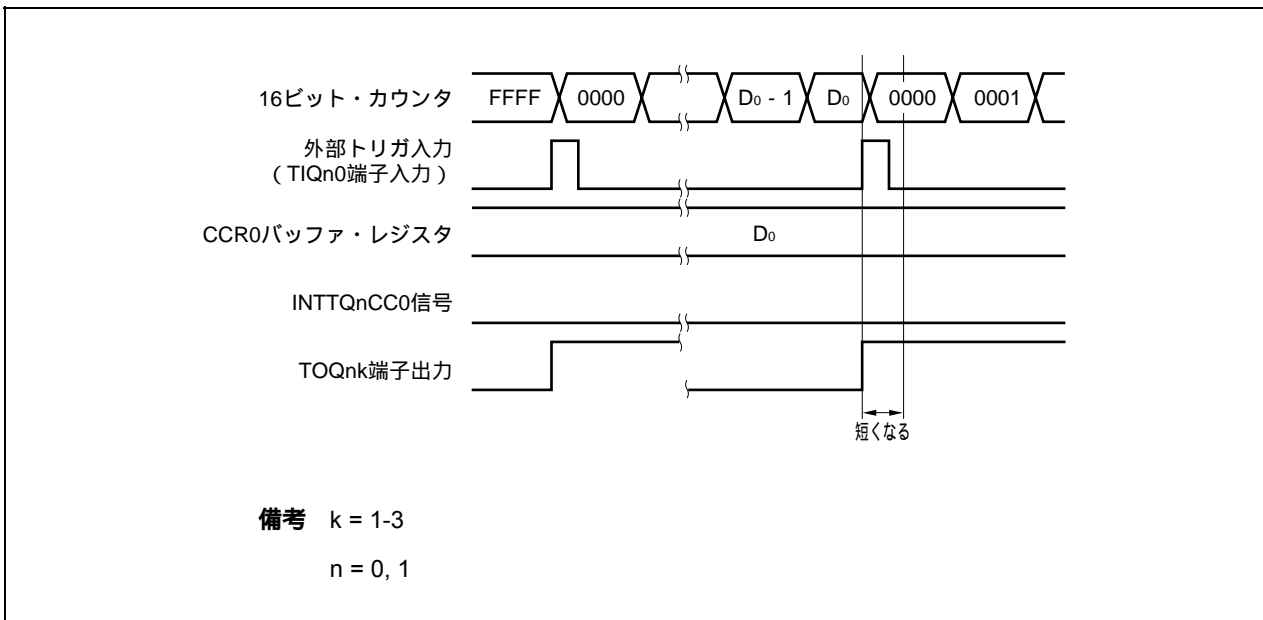 16ビット・カウンタ FFFF 0000 D0 - 1 D0 0000 0001
外部トリガ入力
（TIQn0端子入力）
CCR0バッファ・レジスタ D0
INTTQnCC0信号
TOQnk端子出力
短くなる
備考 k = 1-3
n = 0, 1